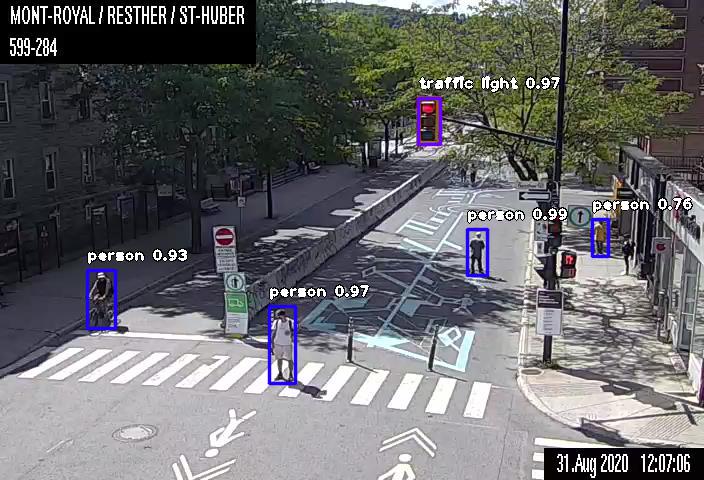 MONT-ROYAL / RESTHER / ST-HUBER
599-284
traffic light 0.97
person 0.99
person 0.76
person 0.93
person 0.97
31.Aug 2020 12:07:06